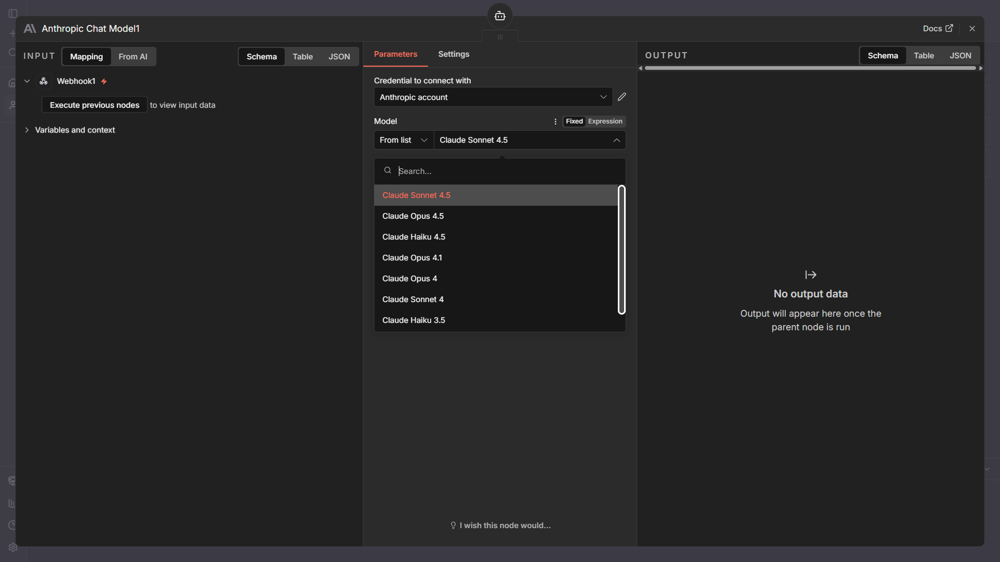 Anthropic Chat Model1
Docs
INPUT
Mapping
From AI
Schema
Table
JSON
Webhook1
Execute previous nodes to view input data
Variables and context
Parameters
Settings
Credential to connect with
Anthropic account
Model
Fixed
Expression
From list
Claude Sonnet 4.5
Search...
Claude Sonnet 4.5
Claude Opus 4.5
Claude Haiku 4.5
Claude Opus 4.1
Claude Opus 4
Claude Sonnet 4
Claude Haiku 3.5
I wish this node would...
OUTPUT
Schema
Table
JSON
No output data
Output will appear here once the
parent node is run